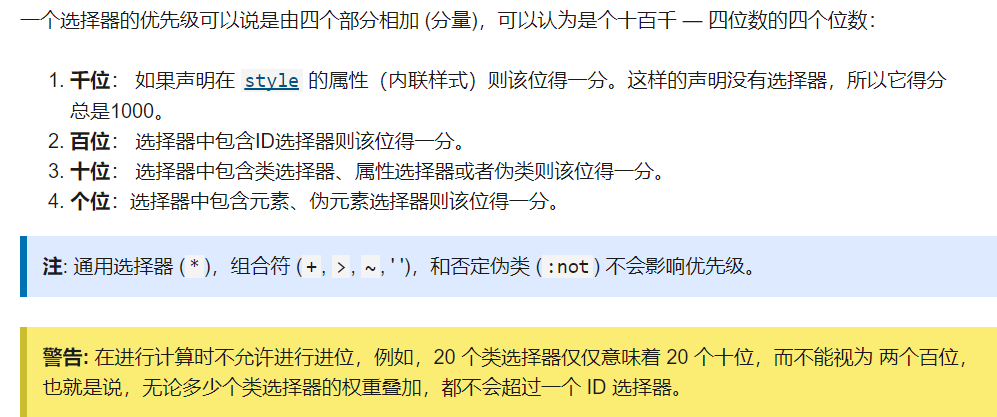 一个选择器的优先级可以说是由四个部分相加 (分量)，可以认为是个十百千 — 四位数的四个位数：
1. 千位： 如果声明在 style 的属性（内联样式）则该位得一分。这样的声明没有选择器，所以它得分
总是1000。
2. 百位： 选择器中包含ID选择器则该位得一分。
3. 十位： 选择器中包含类选择器、属性选择器或者伪类则该位得一分。
4. 个位：选择器中包含元素、伪元素选择器则该位得一分。
注: 通用选择器 (*)，组合符 (+, >, ~, ' ')，和否定伪类 (:not) 不会影响优先级。
警告: 在进行计算时不允许进行进位，例如，20 个类选择器仅仅意味着 20 个十位，而不能视为 两个百位，
也就是说，无论多少个类选择器的权重叠加，都不会超过一个 ID 选择器。